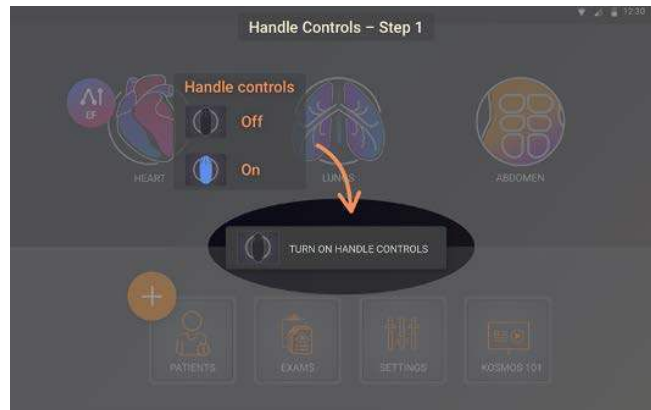 12:30
Handle Controls – Step 1
Handle controls
Off
On
EF
HEART
LUNGS
ABDOMEN
TURN ON HANDLE CONTROLS
PATIENTS
EXAMS
SETTINGS
KOSMOS 101